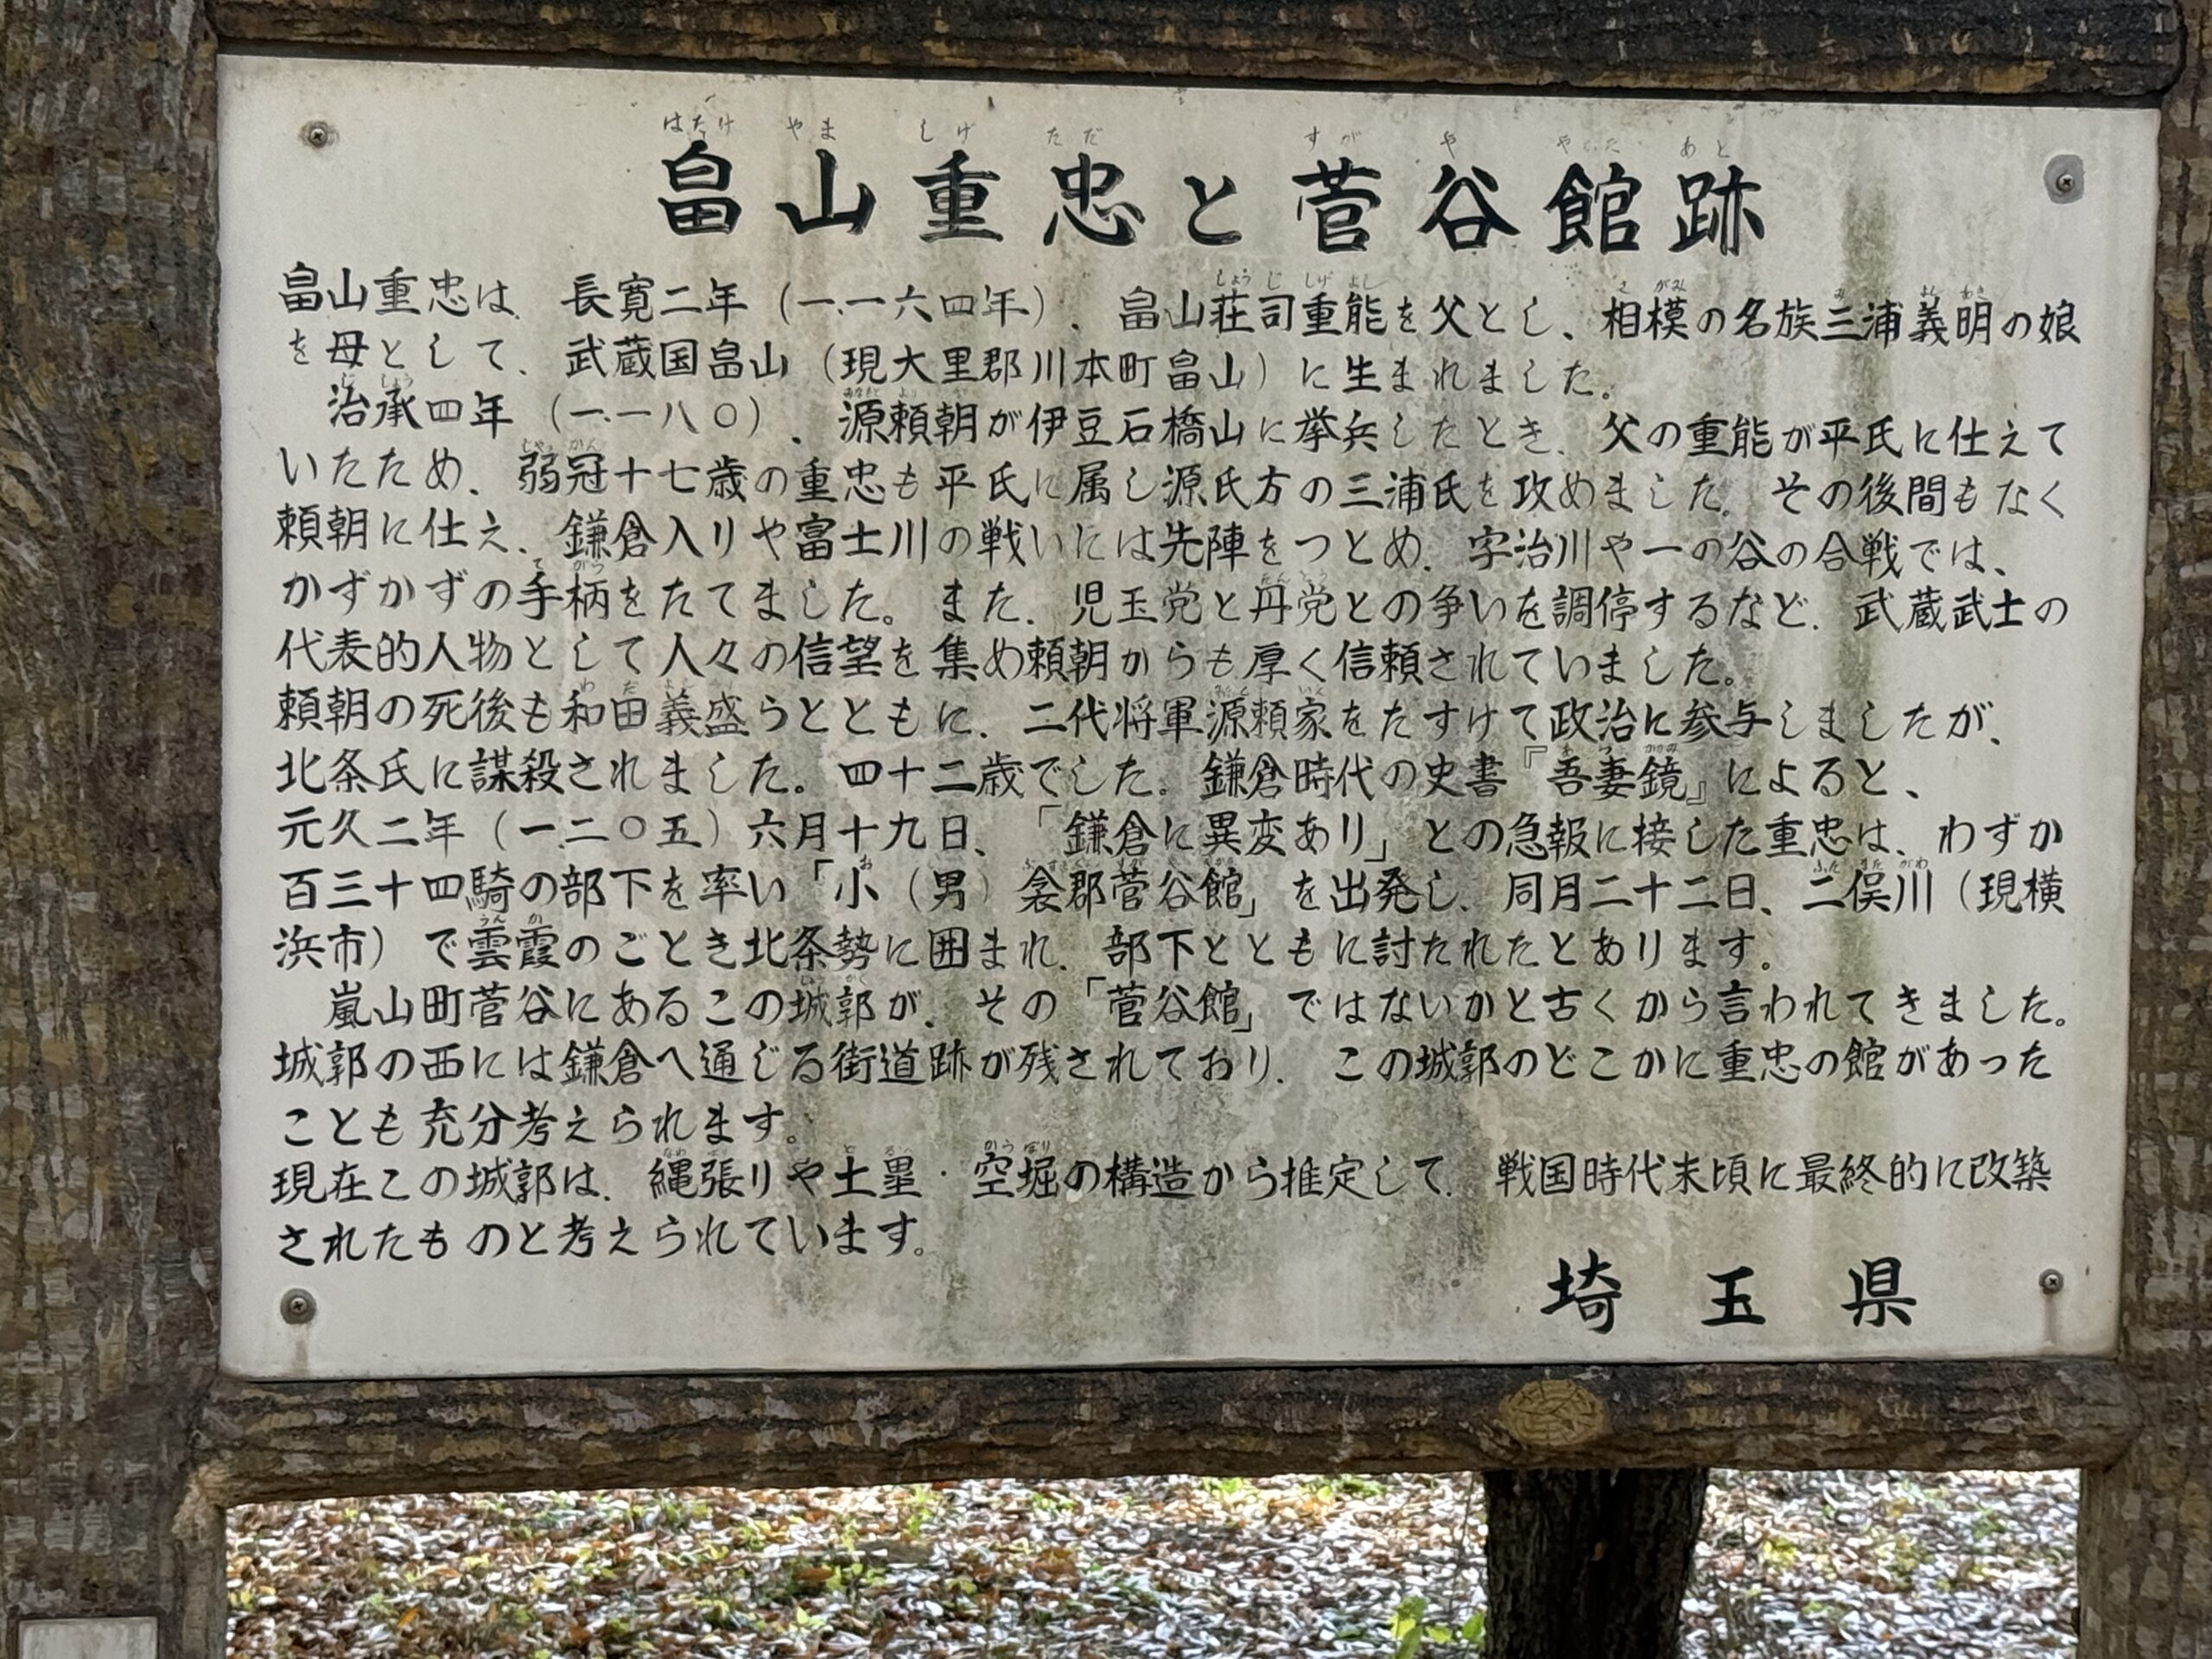 畠山重忠と菅谷館跡
畠山重忠は、長寛二年（一一六四年）、畠山荘司重能を父とし、相模の名族三浦義明の娘
を母として、武蔵国畠山（現大里郡川本町畠山）に生まれました。
治承四年（一一八〇）、源頼朝が伊豆石橋山に挙兵したとき、父の重能が平氏に仕えて
いたため、弱冠十七歳の重忠も平氏に属し源氏方の三浦氏を攻めました。その後間もなく
頼朝に仕え、鎌倉入りや富士川の戦いには先陣をつとめ、宇治川や一の谷の合戦では、
かずかずの手柄をたてました。また、児玉党と丹党との争いを調停するなど、武蔵武士の
代表的人物として人々の信望を集め頼朝からも厚く信頼されていました。
頼朝の死後も和田義盛らとともに、二代将軍源頼家をたすけて政治に参与しましたが、
北条氏に謀殺されました。四十二歳でした。鎌倉時代の史書『吾妻鏡』によると、
元久二年（一二〇五）六月十九日、「鎌倉に異変あり」との急報に接した重忠は、わずか
百三十四騎の部下を率い「小（男）衾郡菅谷館」を出発し、同月二十二日、二俣川（現横
浜市）で雲霞のごとき北条勢に囲まれ、部下とともに討たれたとあります。
嵐山町菅谷にあるこの城郭が、その「菅谷館」ではないかと古くから言われてきました。
城郭の西には鎌倉へ通じる街道跡が残されており、この城郭のどこかに重忠の館があった
ことも充分考えられます。
現在この城郭は、縄張りや土塁・空堀の構造から推定して、戦国時代末頃に最終的に改築
されたものと考えられています。
埼玉県